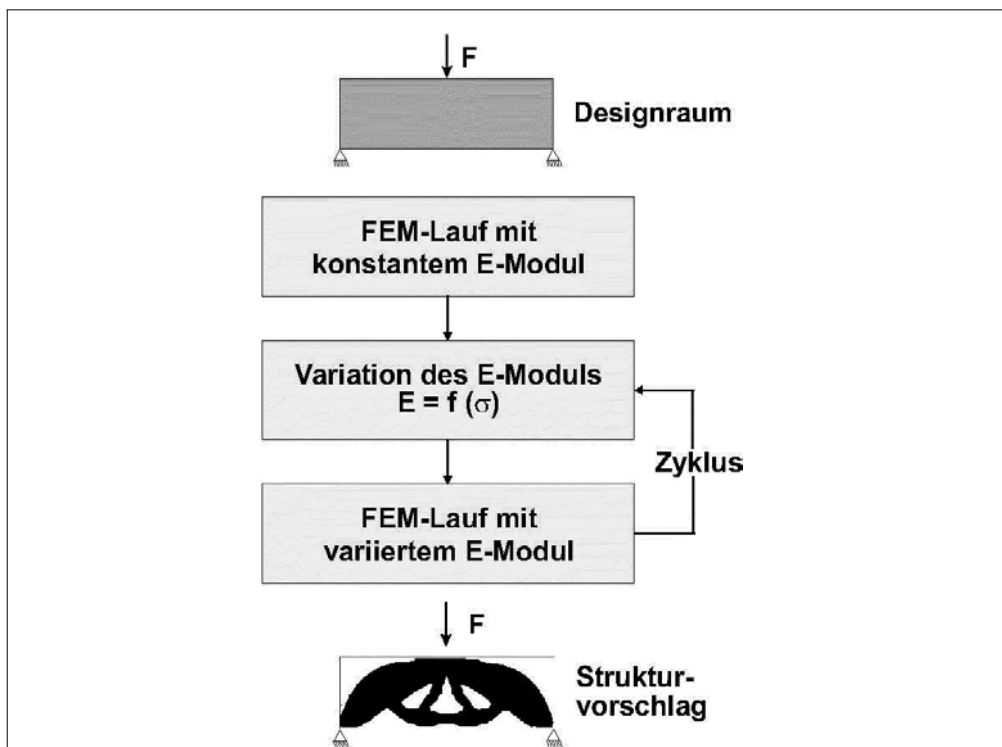 F
Designraum
FEM-Lauf mit
konstantem E-Modul
Variation des E-Moduls
E = f (σ)
Zyklus
FEM-Lauf mit
variiertem E-Modul
F
Struktur-
vorschlag